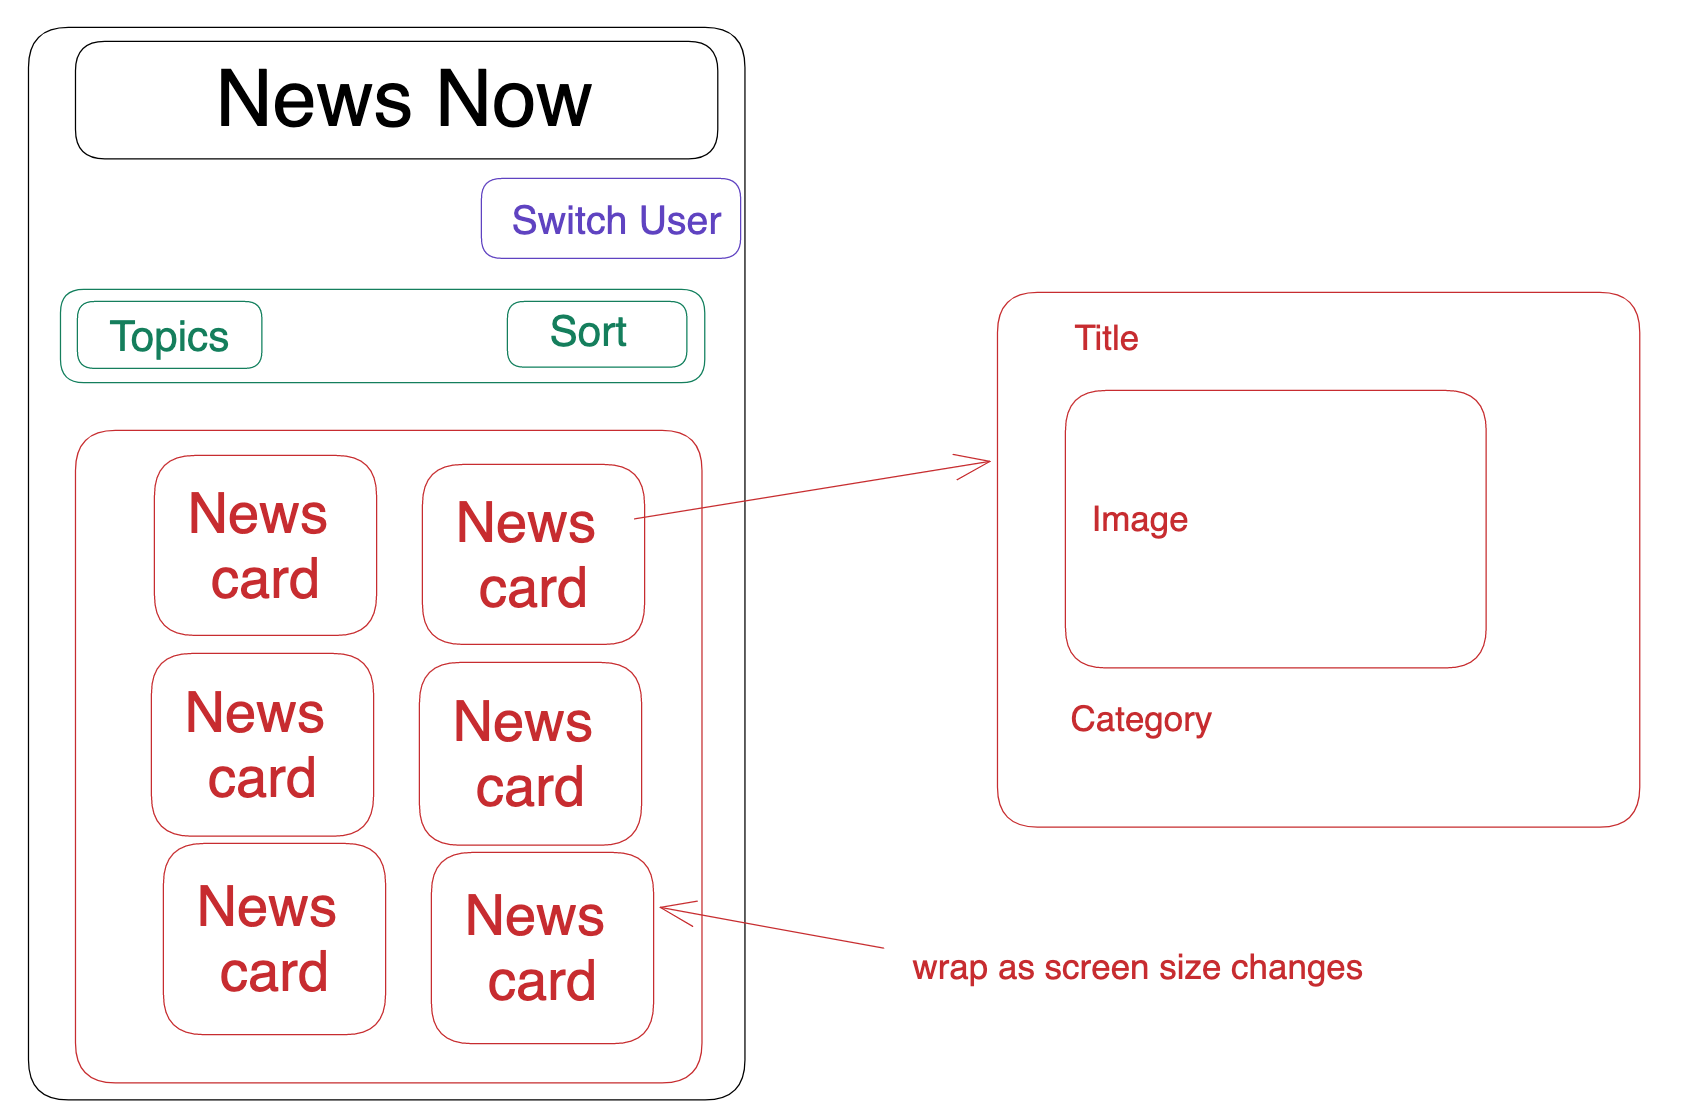 News Now
Switch User
Topics
Sort
News
card
News
card
News
card
News
card
News
card
News
card
Title
Image
Category
wrap as screen size changes